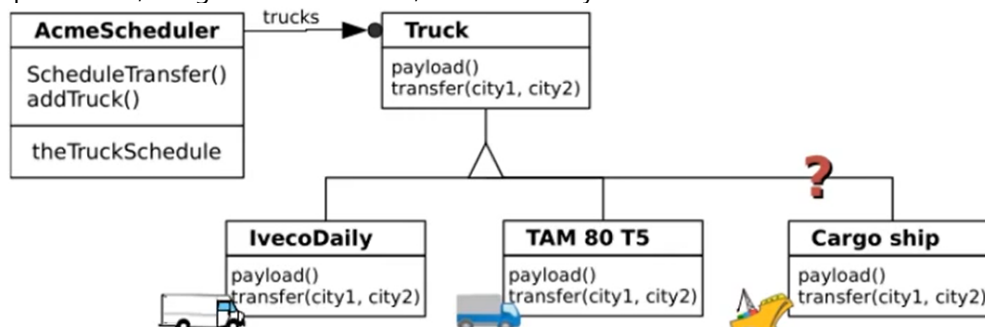 trucks
AcmeScheduler
ScheduleTransfer()
addTruck()
theTruckSchedule
Truck
payload()
transfer(city1, city2)
?
IvecoDaily
payload()
transfer(city1, city2)
TAM 80 T5
payload()
transfer(city1, city2)
Cargo ship
payload()
transfer(city1, city2)